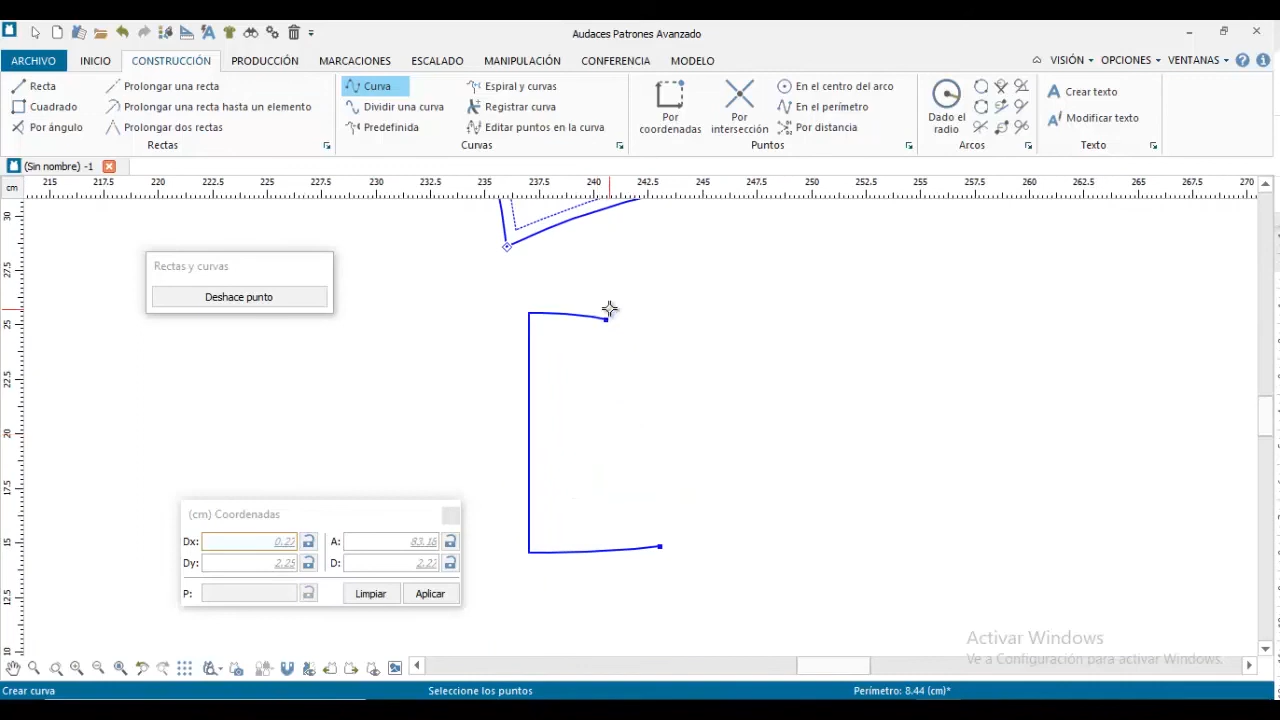 Audaces Patrones Avanzado
ARCHIVO INICIO CONSTRUCCIÓN PRODUCCIÓN MARCACIONES ESCALADO MANIPULACIÓN CONFERENCIA MODELO VISIÓN OPCIONES VENTANAS
Recta Prolongar una recta Curva Espiral y curvas En el centro del arco Crear texto
Cuadrado Prolongar una recta hasta un elemento Dividir una curva Registrar curva En el perímetro
Por ángulo Prolongar dos rectas Predefinida Editar puntos en la curva Por coordenadas Por intersección Por distancia Dado el radio Modificar texto
Rectas Curvas Puntos Arcos Texto
(Sin nombre) -1
cm 215 217.5 220 222.5 225 227.5 230 232.5 235 237.5 240 242.5 245 247.5 250 252.5 255 257.5 260 262.5 265 267.5 270
30
27.5
25
22.5
20
17.5
15
12.5
10
Rectas y curvas
Deshace punto
(cm) Coordenadas
Dx: 0.27 A: 83.16
Dy: 2.25 D: 2.27
P: Limpiar Aplicar
Activar Windows
Ve a Configuración para activar Windows.
Crear curva Seleccione los puntos Perímetro: 8.44 (cm)*